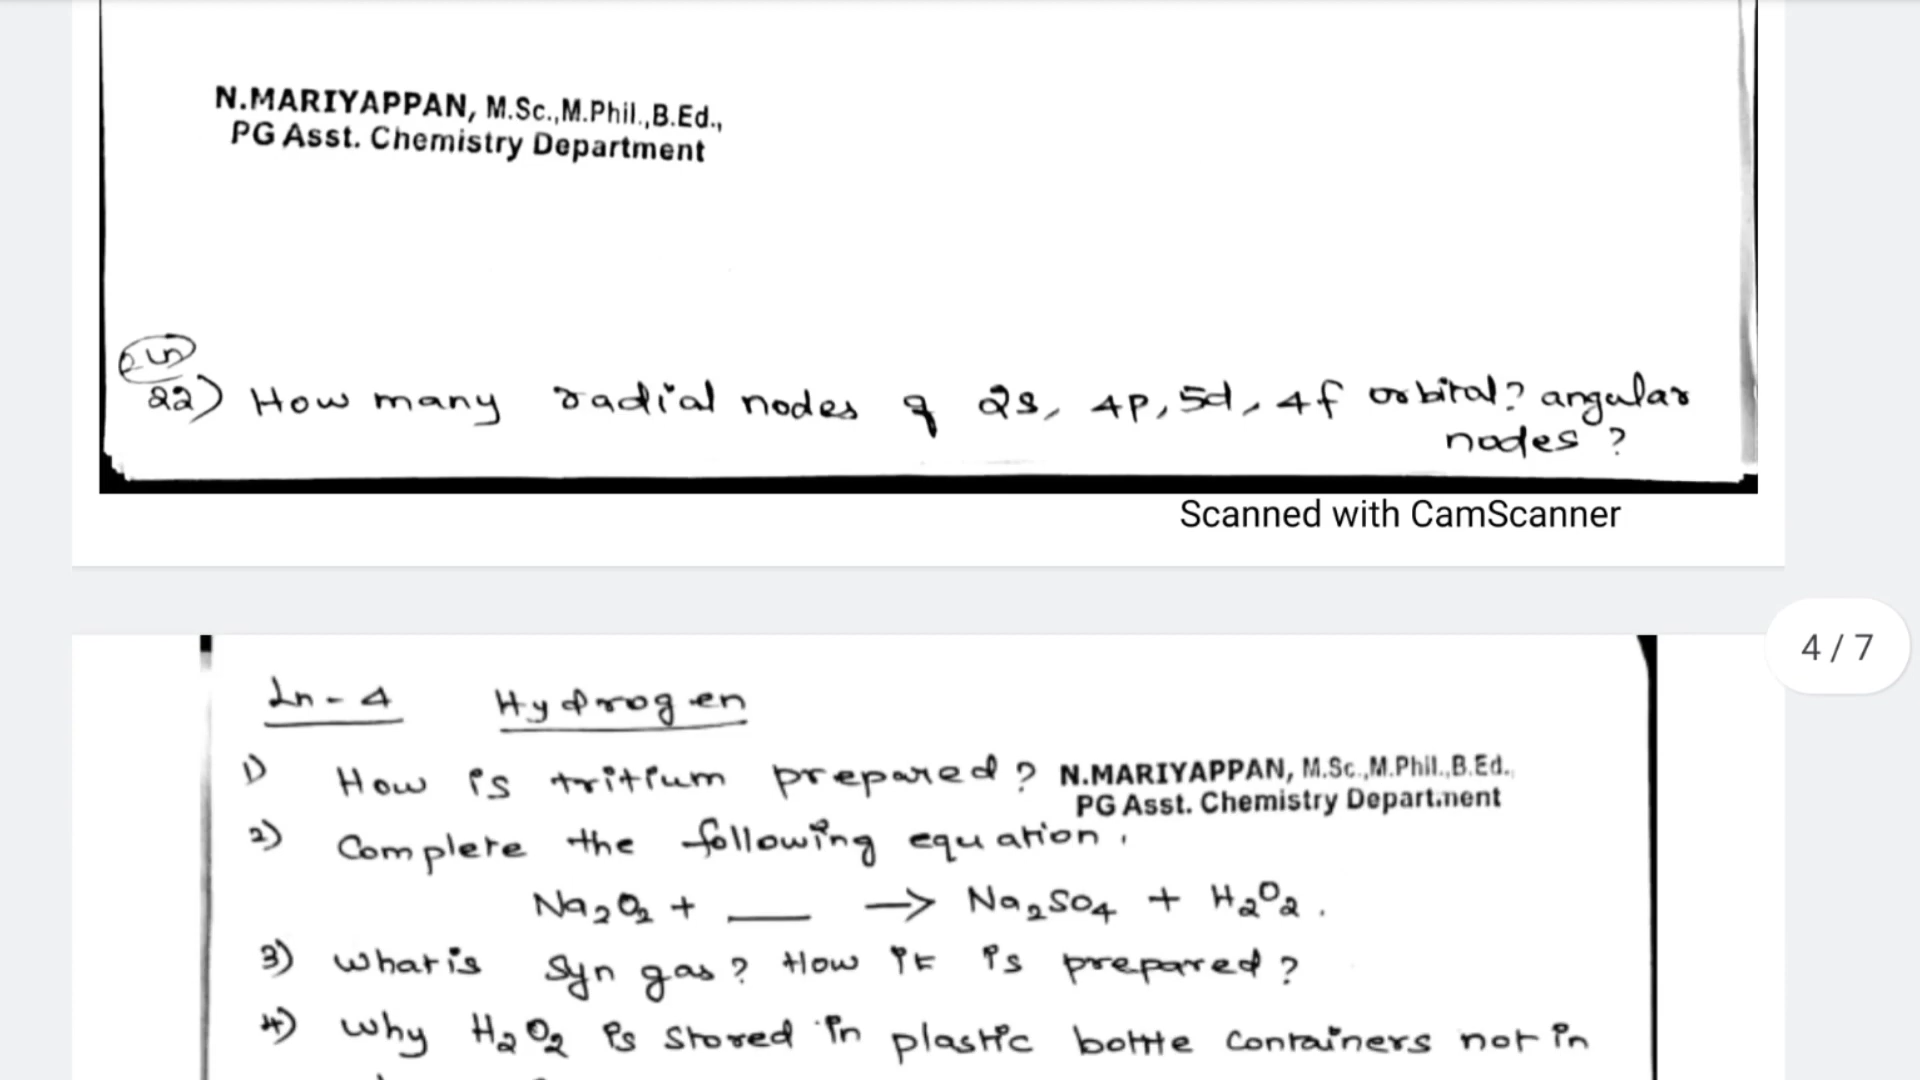 N.MARIYAPPAN, M.Sc.,M.Phil.,B.Ed.,
PG Asst. Chemistry Department
22) How many radial nodes of 2s, 4p, 5d, 4f orbital? angular
nodes?
Scanned with CamScanner
4 / 7
Ln - 4 Hydrogen
1) How is tritium prepared? N.MARIYAPPAN, M.Sc.,M.Phil.,B.Ed.,
PG Asst. Chemistry Department
2) Complete the following equation.
Na₂O₂ + ___ → Na₂SO₄ + H₂O₂.
3) What is Syn gas? How it is prepared?
4) Why H₂O₂ is stored in plastic bottle containers not in